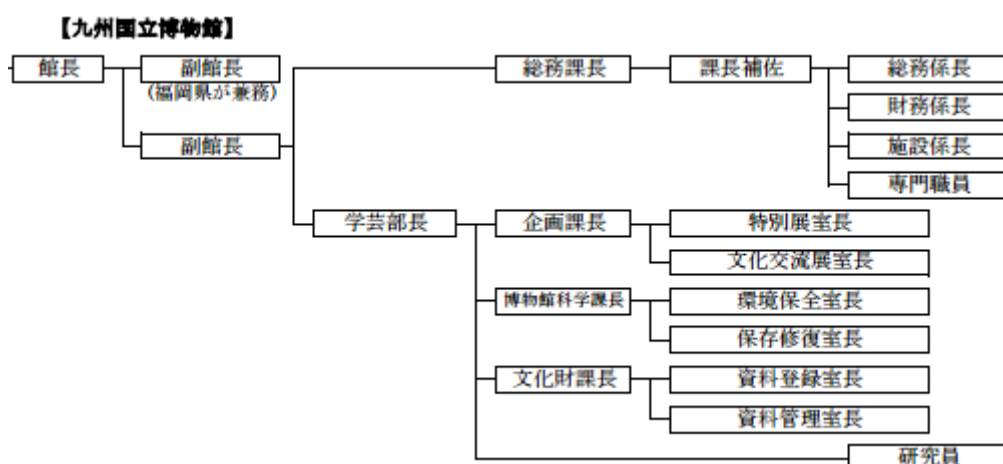 【九州国立博物館】
館長
副館長
(福岡県が兼務)
副館長
総務課長
課長補佐
総務係長
財務係長
施設係長
専門職員
学芸部長
企画課長
特別展室長
文化交流展室長
博物館科学課長
環境保全室長
保存修復室長
文化財課長
資料登録室長
資料管理室長
研究員